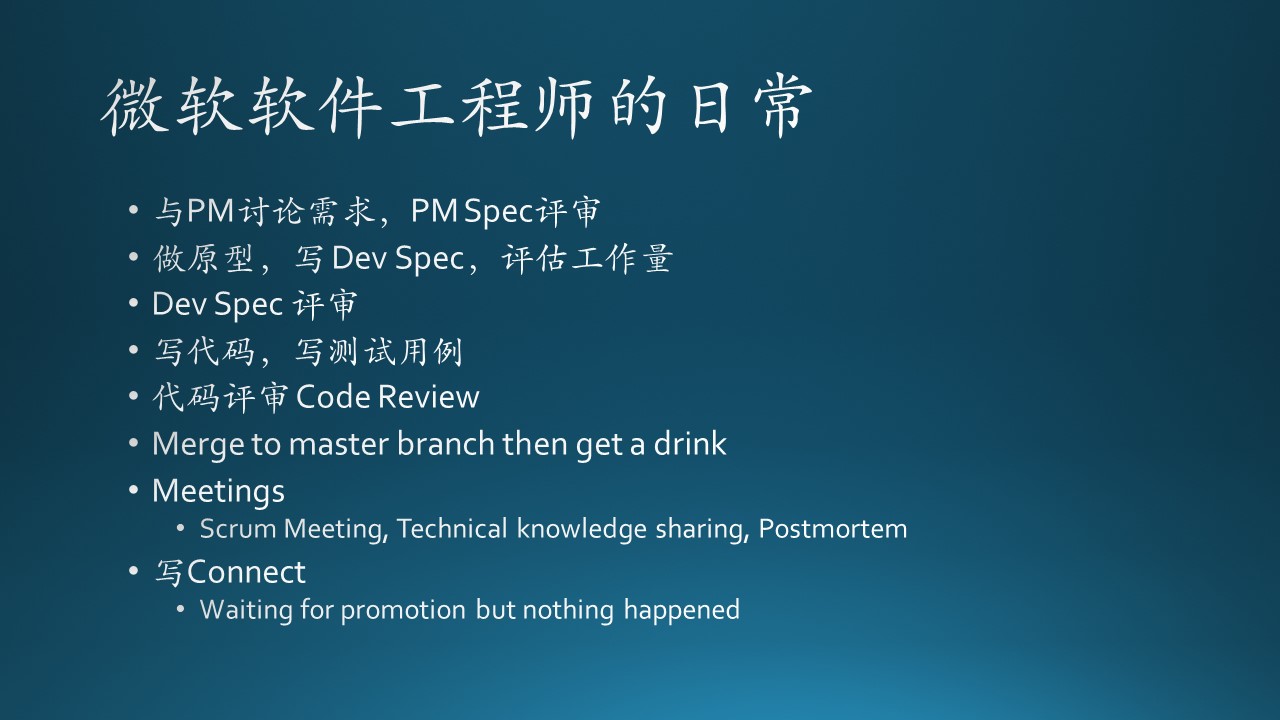 微软软件工程师的日常
• 与PM讨论需求，PM Spec评审
• 做原型，写 Dev Spec，评估工作量
• Dev Spec 评审
• 写代码，写测试用例
• 代码评审 Code Review
• Merge to master branch then get a drink
• Meetings
• Scrum Meeting, Technical knowledge sharing, Postmortem
• 写Connect
• Waiting for promotion but nothing happened